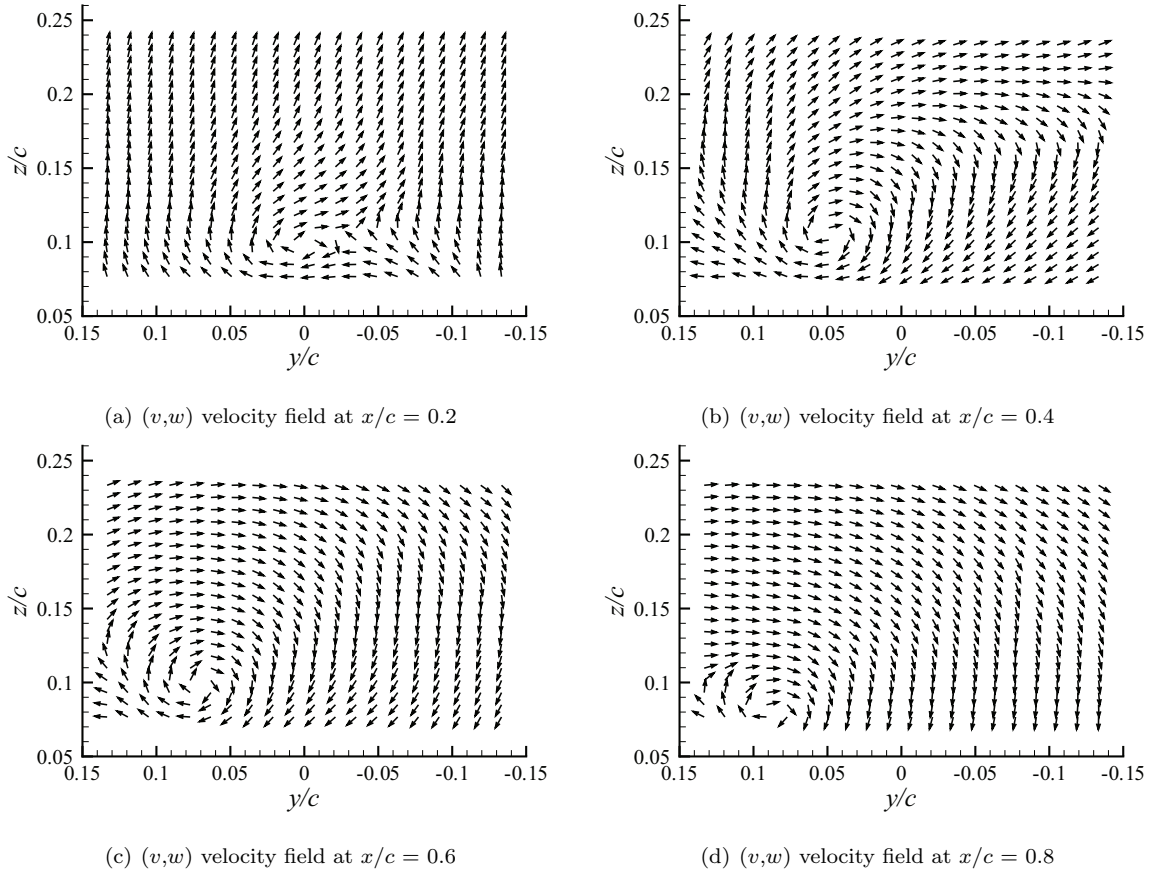 0.25
0.2
0.15
0.1
0.05
z/c
0.15 0.1 0.05 0 -0.05 -0.1 -0.15
y/c
(a) (v,w) velocity field at x/c = 0.2
0.25
0.2
0.15
0.1
0.05
z/c
0.15 0.1 0.05 0 -0.05 -0.1 -0.15
y/c
(b) (v,w) velocity field at x/c = 0.4
0.25
0.2
0.15
0.1
0.05
z/c
0.15 0.1 0.05 0 -0.05 -0.1 -0.15
y/c
(c) (v,w) velocity field at x/c = 0.6
0.25
0.2
0.15
0.1
0.05
z/c
0.15 0.1 0.05 0 -0.05 -0.1 -0.15
y/c
(d) (v,w) velocity field at x/c = 0.8